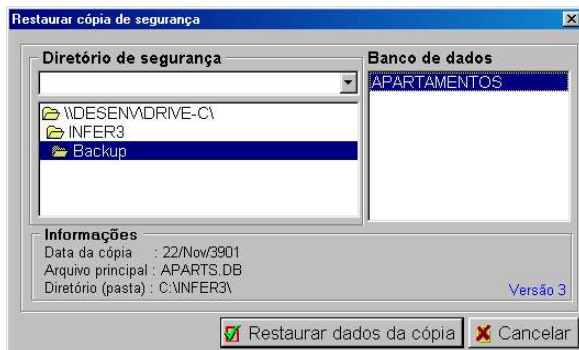 Restaurar cópia de segurança
Diretório de segurança
\\DESENV\DRIVE-C\
INFER3
Backup
Banco de dados
APARTAMENTOS
Informações
Data da cópia : 22/Nov/3901
Arquivo principal : APARTS.DB
Diretório (pasta) : C:\INFER3\
Versão 3
Restaurar dados da cópia
Cancelar